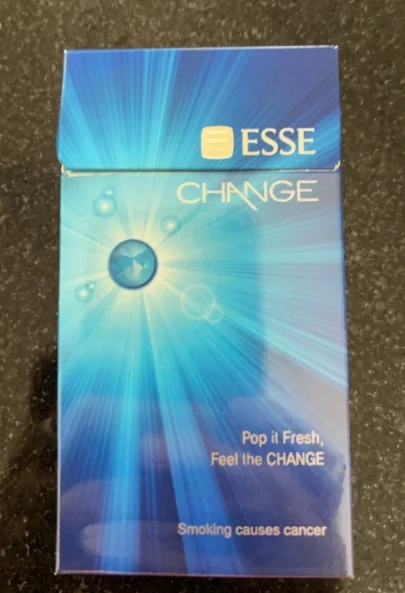 ESSE
CHANGE
Pop it Fresh,
Feel the CHANGE
Smoking causes cancer